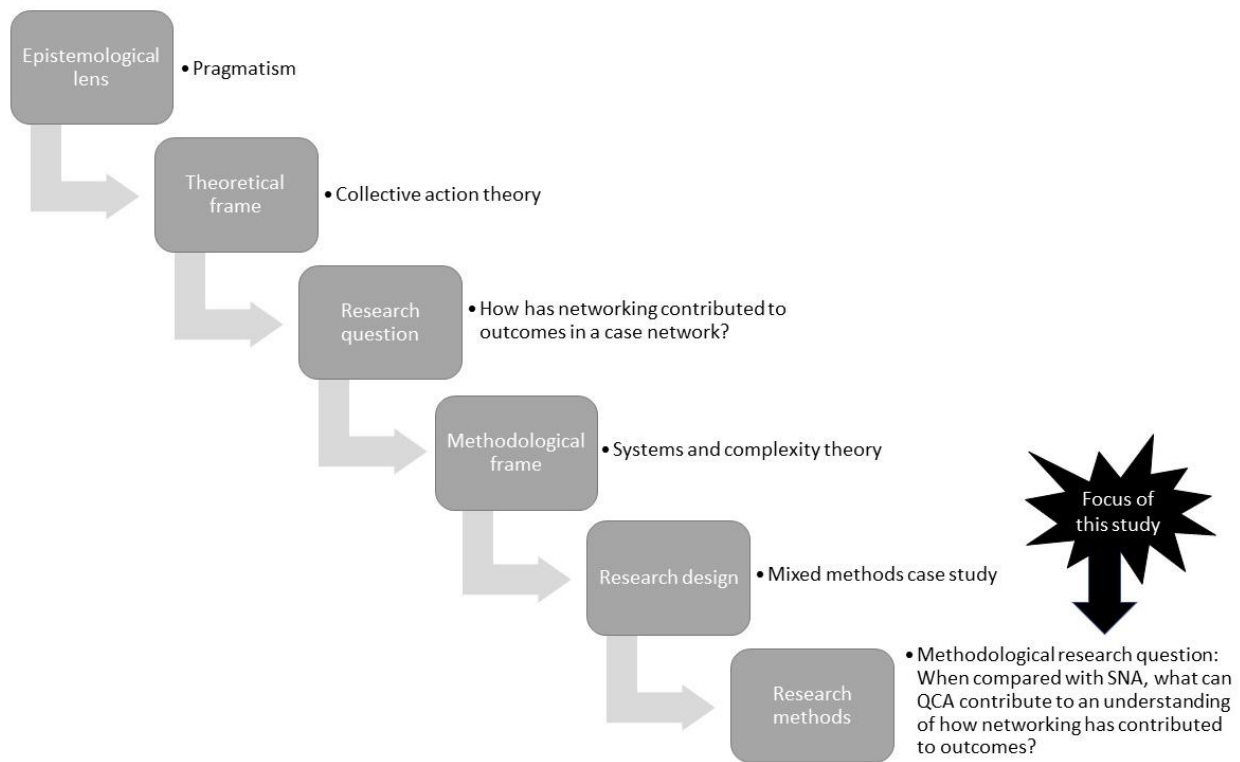 Epistemological
lens
• Pragmatism
Theoretical
frame
• Collective action theory
Research
question
• How has networking contributed to
outcomes in a case network?
Methodological
frame
• Systems and complexity theory
Research design
• Mixed methods case study
Focus of
this study
Research
methods
• Methodological research question:
When compared with SNA, what can
QCA contribute to an understanding
of how networking has contributed
to outcomes?